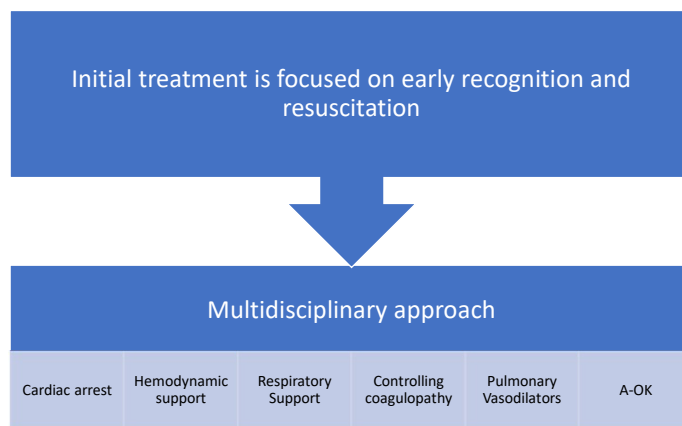 Initial treatment is focused on early recognition and
resuscitation
Multidisciplinary approach
Cardiac arrest
Hemodynamic
support
Respiratory
Support
Controlling
coagulopathy
Pulmonary
Vasodilators
A-OK